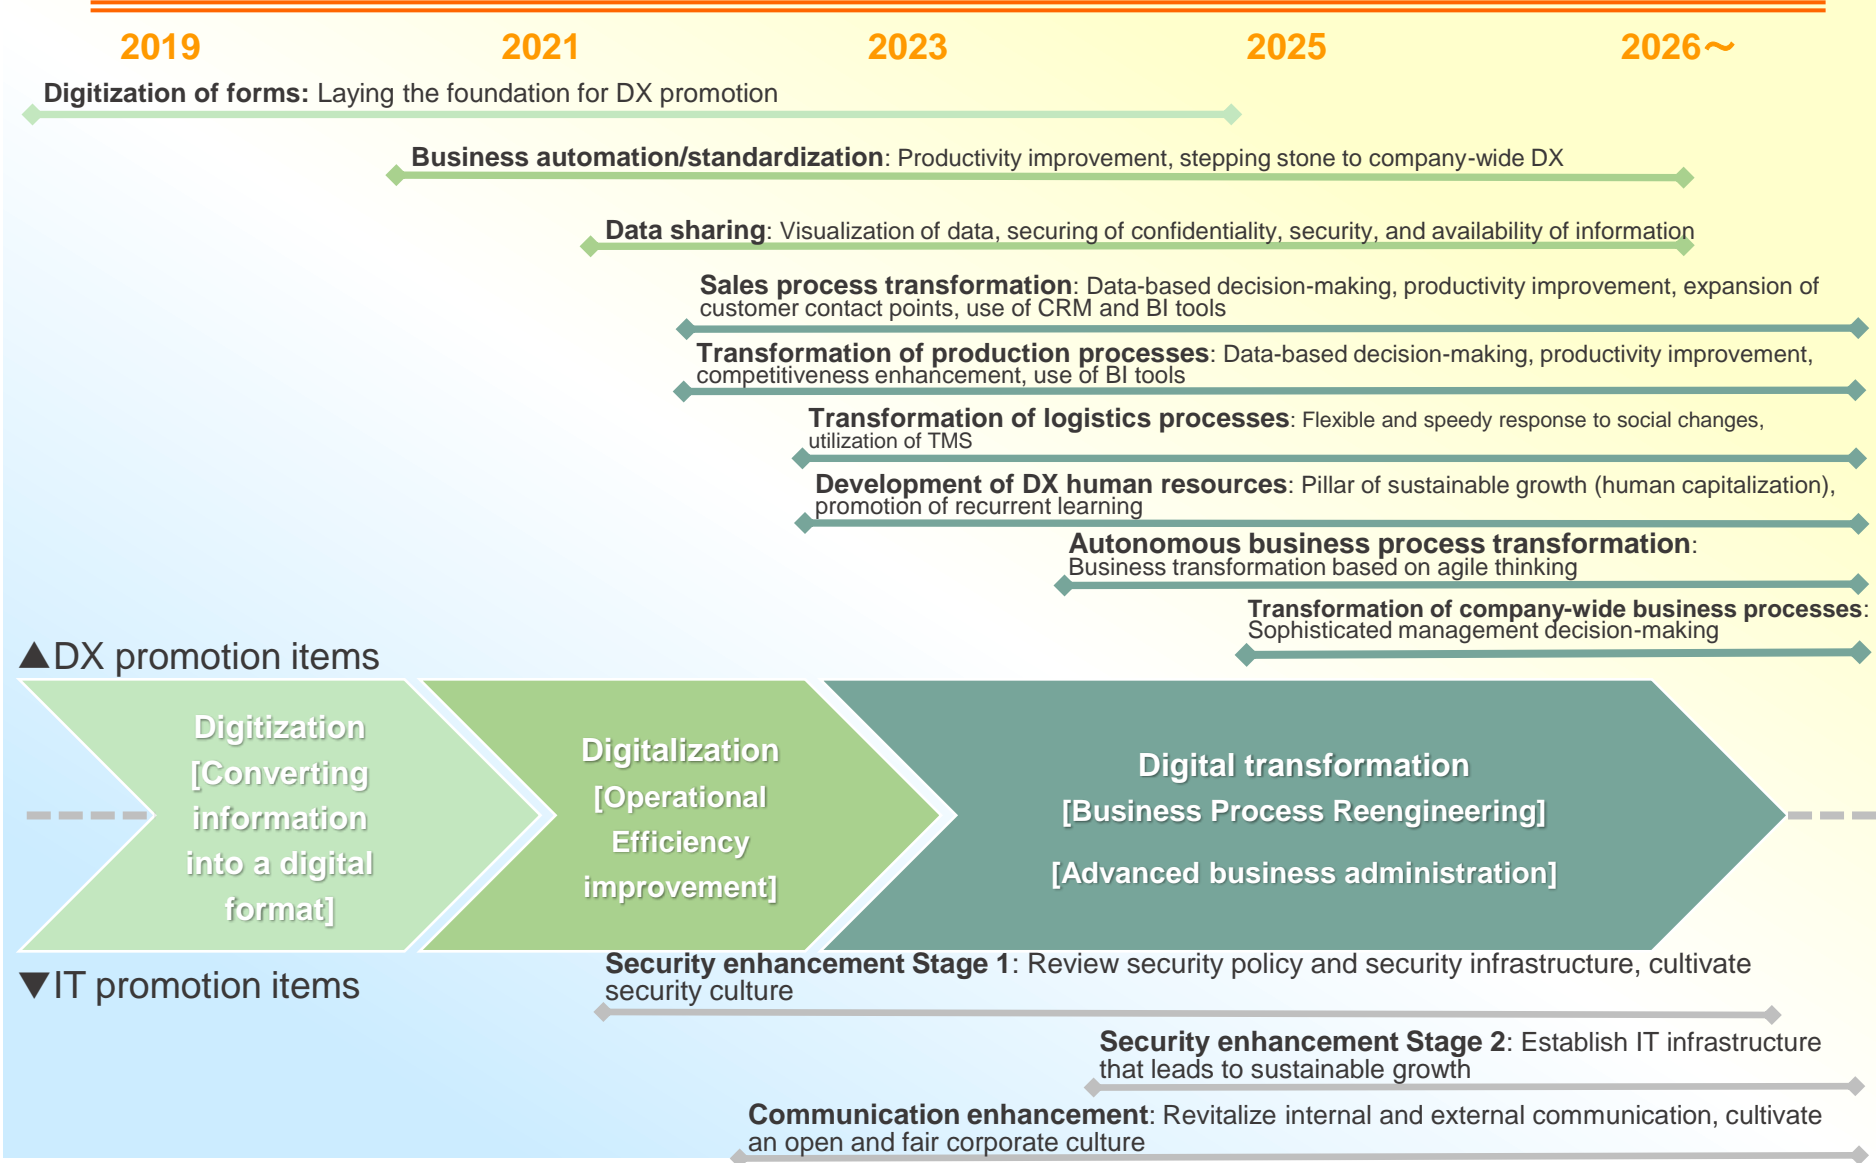 2019 2021 2023 2025 2026～
Digitization of forms: Laying the foundation for DX promotion
Business automation/standardization: Productivity improvement, stepping stone to company-wide DX
Data sharing: Visualization of data, securing of confidentiality, security, and availability of information
Sales process transformation: Data-based decision-making, productivity improvement, expansion of
customer contact points, use of CRM and BI tools
Transformation of production processes: Data-based decision-making, productivity improvement,
competitiveness enhancement, use of BI tools
Transformation of logistics processes: Flexible and speedy response to social changes,
utilization of TMS
Development of DX human resources: Pillar of sustainable growth (human capitalization),
promotion of recurrent learning
Autonomous business process transformation:
Business transformation based on agile thinking
Transformation of company-wide business processes:
Sophisticated management decision-making
▲DX promotion items
Digitization
[Converting
information
into a digital
format]
Digitalization
[Operational
Efficiency
improvement]
Digital transformation
[Business Process Reengineering]
[Advanced business administration]
▼IT promotion items
Security enhancement Stage 1: Review security policy and security infrastructure, cultivate
security culture
Security enhancement Stage 2: Establish IT infrastructure
that leads to sustainable growth
Communication enhancement: Revitalize internal and external communication, cultivate
an open and fair corporate culture